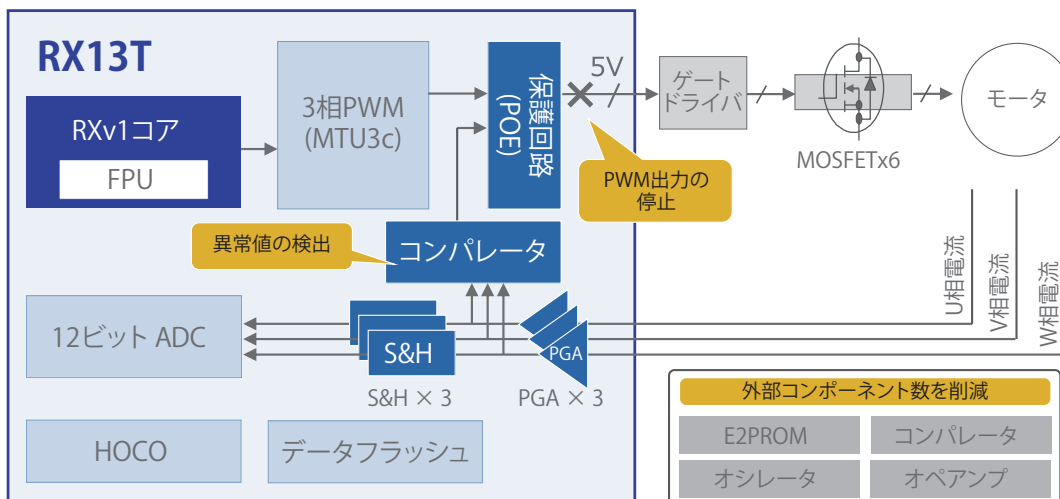 RX13T
RXv1コア
FPU
3相PWM
(MTU3c)
保護回路
(POE)
5V
ゲート
ドライバ
MOSFETx6
モータ
PWM出力の
停止
異常値の検出
コンパレータ
U相電流
V相電流
W相電流
12ビット ADC
S&H
PGA
S&H × 3
PGA × 3
HOCO
データフラッシュ
外部コンポーネント数を削減
E2PROM
コンパレータ
オシレータ
オペアンプ